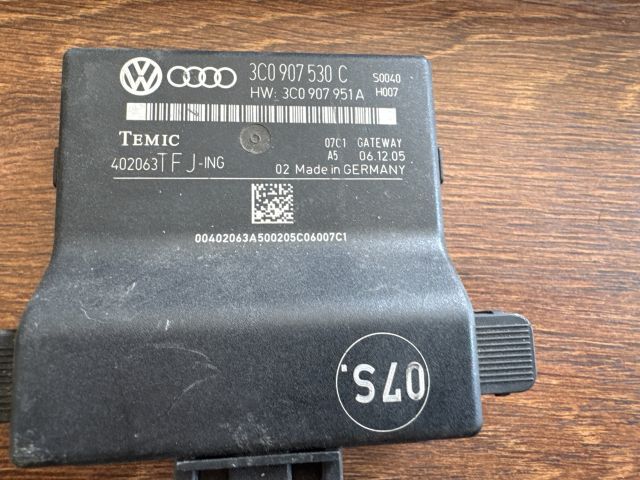 3C0 907 530 C S0040
HW: 3C0 907 951 A H007
TEMIC 07C1 GATEWAY
402063TFJ-ING A5 06.12.05
02 Made in GERMANY
00402063A500205C06007C1
07S.